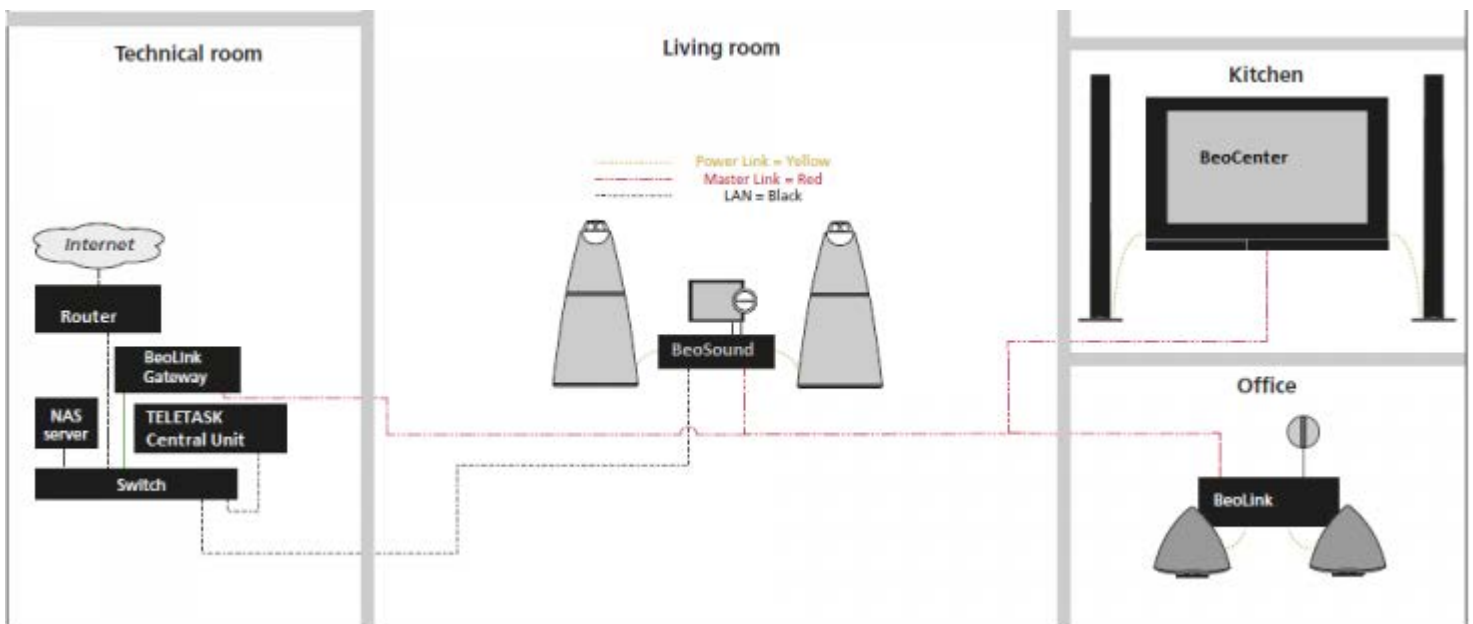 Technical room
Living room
Kitchen
BeoCenter
Power Link = Yellow
Master Link = Red
LAN = Black
Internet
Router
BeoLink
Gateway
NAS
server
TELETASK
Central Unit
Switch
BeoSound
Office
BeoLink